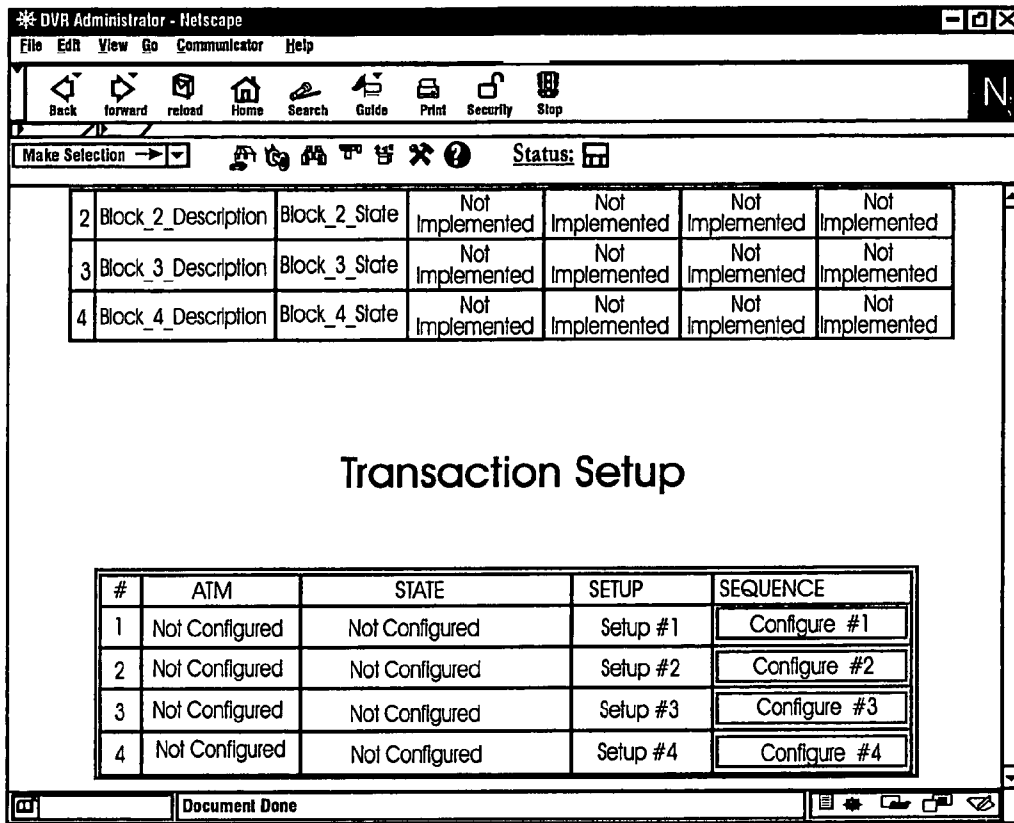 DVR Administrator - Netscape
File Edit View Go Communicator Help
Back forward reload Home Search Guide Print Security Stop N
Make Selection Status:
2 Block_2_Description Block_2_State Not Implemented Not Implemented Not Implemented Not Implemented
3 Block_3_Description Block_3_State Not Implemented Not Implemented Not Implemented Not Implemented
4 Block_4_Description Block_4_State Not Implemented Not Implemented Not Implemented Not Implemented
Transaction Setup
# ATM STATE SETUP SEQUENCE
1 Not Configured Not Configured Setup #1 Configure #1
2 Not Configured Not Configured Setup #2 Configure #2
3 Not Configured Not Configured Setup #3 Configure #3
4 Not Configured Not Configured Setup #4 Configure #4
Document Done